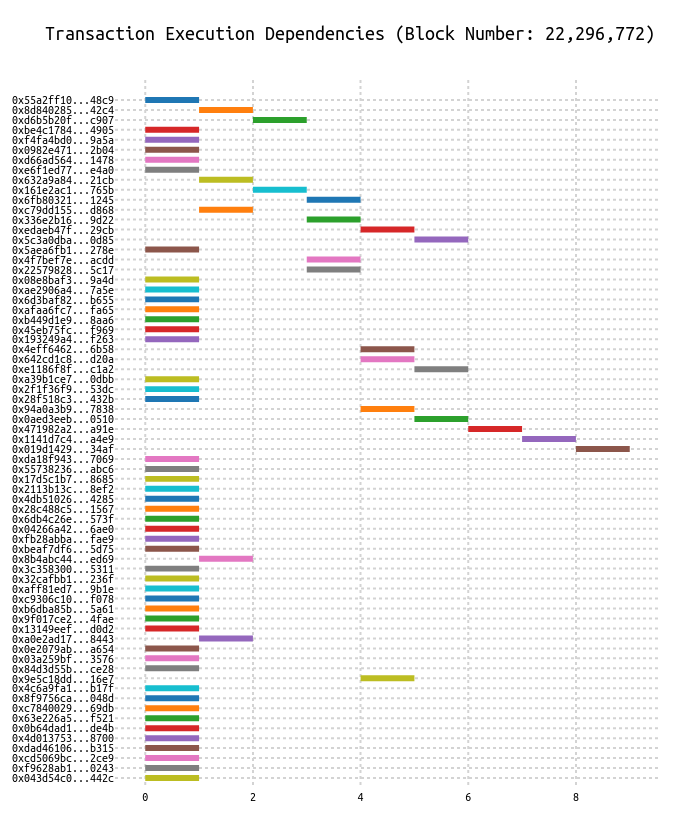 Transaction Execution Dependencies (Block Number: 22,296,772)
0x55a2ff10...48c9
0x8d840285...42c4
0xd6b5b20f...c907
0xbe4c1784...4905
0xf4fa4bd0...9a5a
0x0982e471...2b04
0xd66ad564...1478
0xe6f1ed77...e4a0
0x632a9a84...21cb
0x161e2ac1...765b
0x6fb80321...1245
0xc79dd155...d868
0x336e2b16...9d22
0xedaeb47f...29cb
0x5c3a0dba...0d85
0x5aea6fb1...278e
0x4f7bef7e...acdd
0x22579828...5c17
0x08e8baf3...9a4d
0xae2906a4...7a5e
0x6d3baf82...b655
0xafaa6fc7...fa65
0xb449d1e9...8aa6
0x45eb75fc...f969
0x193249a4...f263
0x4eff6462...6b58
0x642cd1c8...d20a
0xe1186f8f...c1a2
0xa39b1ce7...0dbb
0x2f1f36f9...53dc
0x28f518c3...432b
0x94a0a3b9...7838
0x0aed3eeb...0510
0x471982a2...a91e
0x1141d7c4...a4e9
0x019d1429...34af
0xda18f943...7069
0x55738236...abc6
0x17d5c1b7...8685
0x2113b13c...8ef2
0x4db51026...4285
0x28c488c5...1567
0x6db4c26e...573f
0x04266a42...6ae0
0xfb28abba...fae9
0xbeaf7df6...5d75
0x8b4abc44...ed69
0x3c358300...5311
0x32cafbb1...236f
0xaff81ed7...9b1e
0xc9306c10...f078
0xb6dba85b...5a61
0x9f017ce2...4fae
0x13149eef...d0d2
0xa0e2ad17...8443
0x0e2079ab...a654
0x03a259bf...3576
0x84d3d55b...ce28
0x9e5c18dd...16e7
0x4c6a9fa1...b17f
0x8f9756ca...048d
0xc7840029...69db
0x63e226a5...f521
0x0b64dad1...de4b
0x4d013753...8700
0xdad46106...b315
0xcd5069bc...2ce9
0xf9628ab1...0243
0x043d54c0...442c
0 2 4 6 8